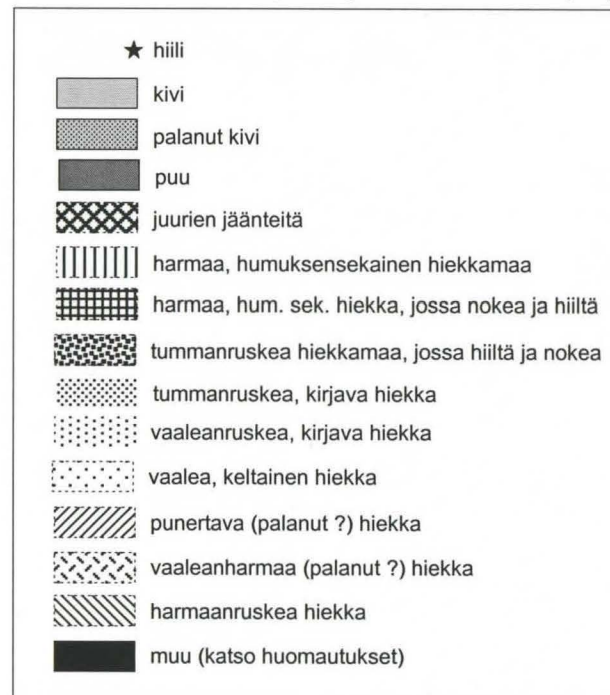 hiili
kivi
palanut kivi
puu
juurien jäänteitä
harmaa, humuksensekainen hiekkamaa
harmaa, hum. sek. hiekka, jossa nokea ja hiiltä
tummanruskea hiekkamaa, jossa hiiltä ja nokea
tummanruskea, kirjava hiekka
vaaleanruskea, kirjava hiekka
vaalea, keltainen hiekka
punertava (palanut ?) hiekka
vaaleanharmaa (palanut ?) hiekka
harmaanruskea hiekka
muu (katso huomautukset)